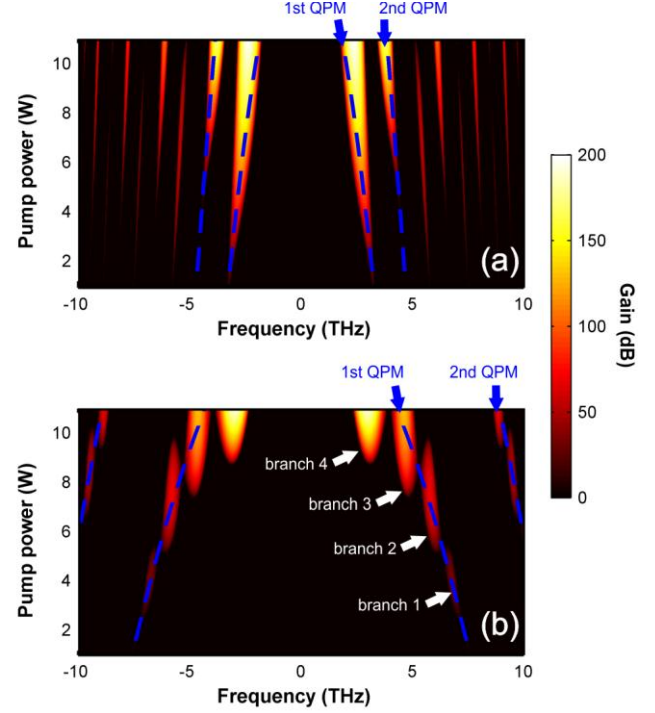 1st QPM 2nd QPM
10
8
6
4
2
Pump power (W)
(a)
-10 -5 0 5 10
Frequency (THz)
200
150
100
50
0
Gain (dB)
1st QPM 2nd QPM
10
8
6
4
2
Pump power (W)
branch 4
branch 3
branch 2
branch 1
(b)
-10 -5 0 5 10
Frequency (THz)